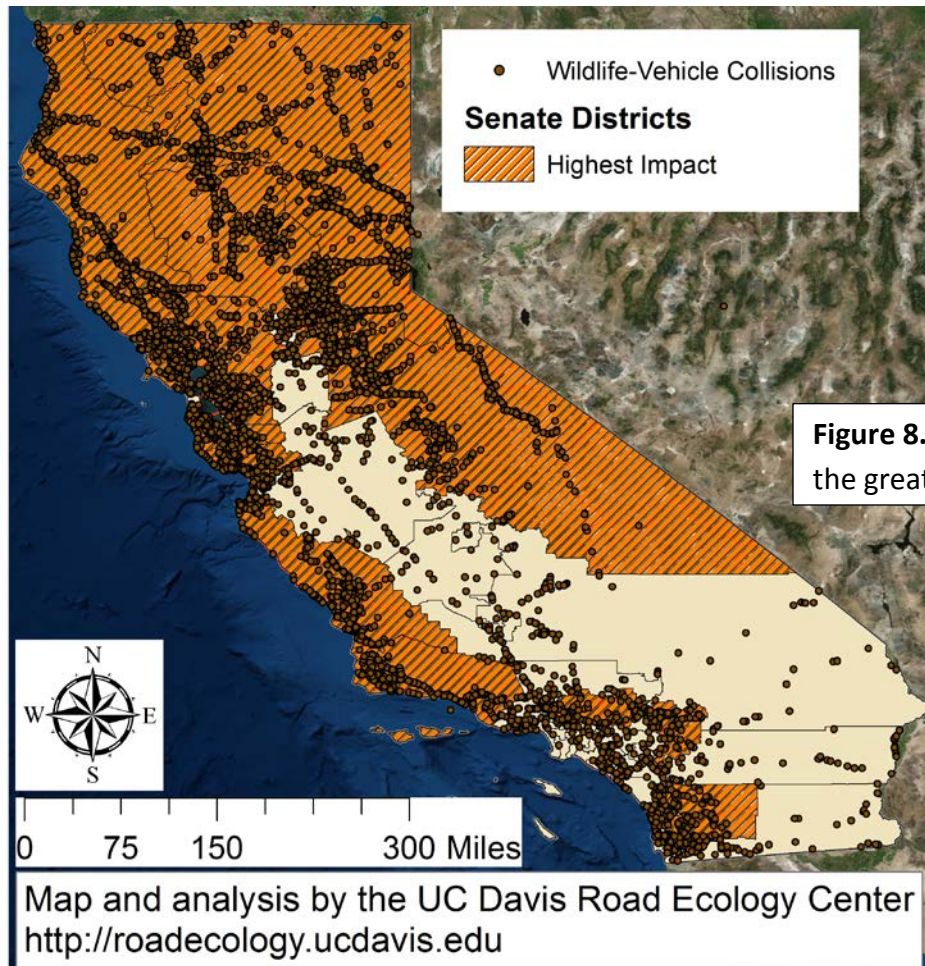 Wildlife-Vehicle Collisions
Senate Districts
Highest Impact
Figure 8.
the great
N
W E
S
0 75 150 300 Miles
Map and analysis by the UC Davis Road Ecology Center
http://roadecology.ucdavis.edu